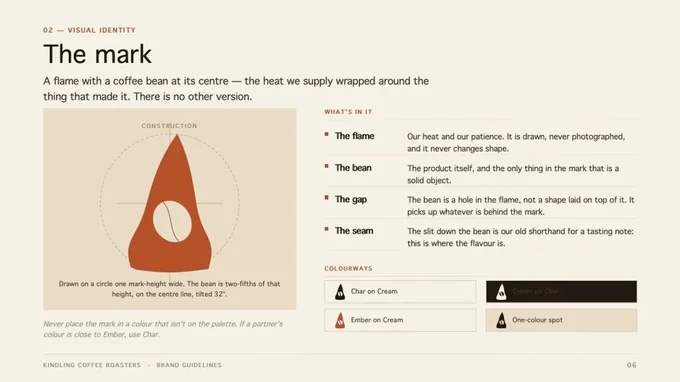 02 — VISUAL IDENTITY
The mark
A flame with a coffee bean at its centre — the heat we supply wrapped around the
thing that made it. There is no other version.
CONSTRUCTION
Drawn on a circle one mark-height wide. The bean is two-fifths of that
height, on the centre line, tilted 32°.
Never place the mark in a colour that isn't on the palette. If a partner's
colour is close to Ember, use Char.
WHAT'S IN IT
The flame
Our heat and our patience. It is drawn, never photographed,
and it never changes shape.
The bean
The product itself, and the only thing in the mark that is a
solid object.
The gap
The bean is a hole in the flame, not a shape laid on top of it. It
picks up whatever is behind the mark.
The seam
The slit down the bean is our old shorthand for a tasting note:
this is where the flavour is.
COLOURWAYS
Char on Cream
Cream on Char
Ember on Cream
One-colour spot
KINDLING COFFEE ROASTERS · BRAND GUIDELINES
06